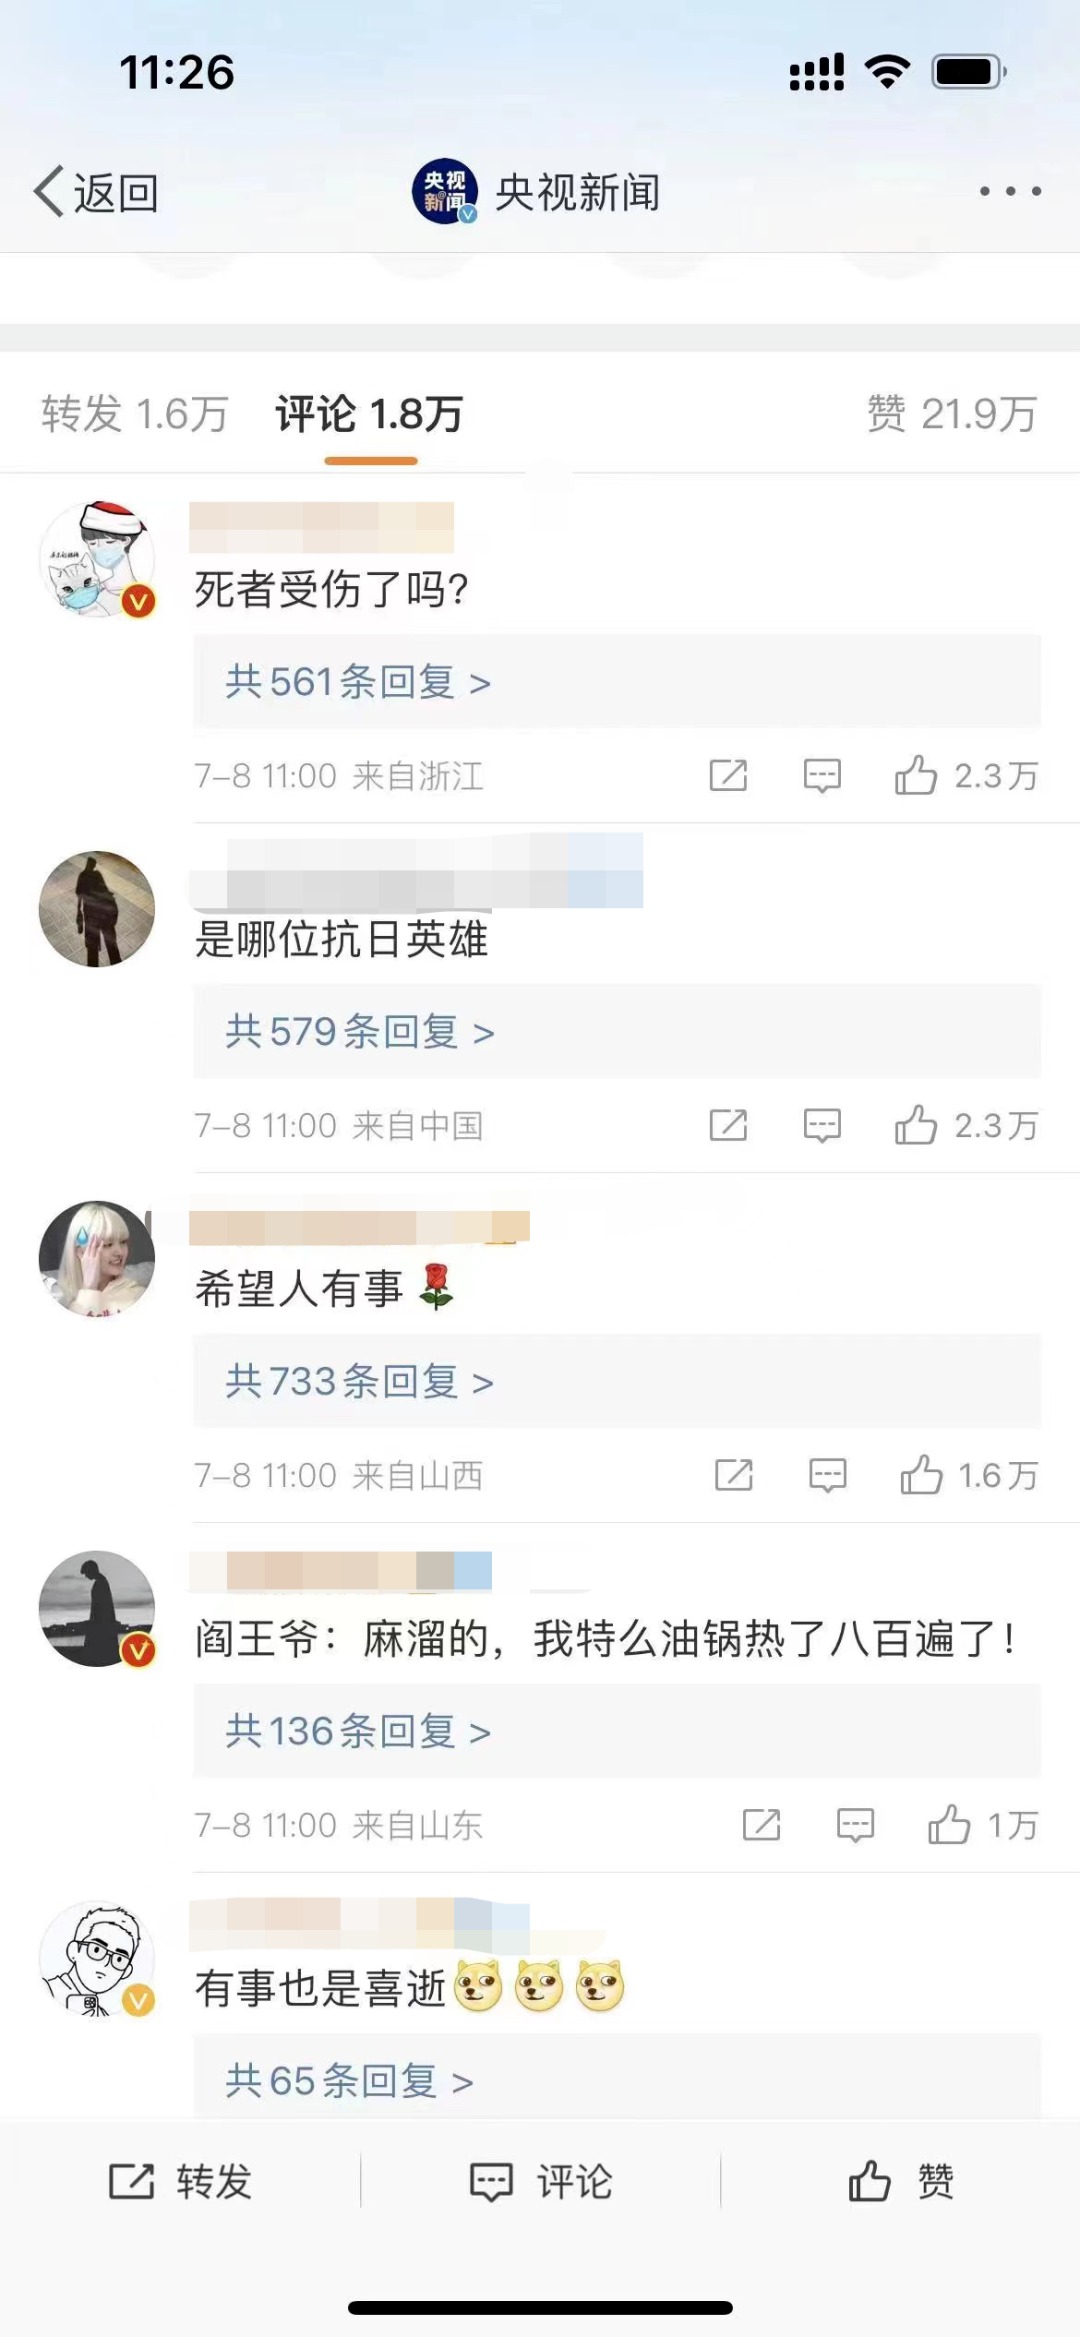 11:26
返回
央视新闻
央视新闻
转发 1.6万 评论 1.8万 赞 21.9万
死者受伤了吗?
共561条回复 >
7-8 11:00 来自浙江 2.3万
是哪位抗日英雄
共579条回复 >
7-8 11:00 来自中国 2.3万
希望人有事🌹
共733条回复 >
7-8 11:00 来自山西 1.6万
阎王爷：麻溜的，我特么油锅热了八百遍了！
共136条回复 >
7-8 11:00 来自山东 1万
有事也是喜逝
共65条回复 >
转发 评论 赞